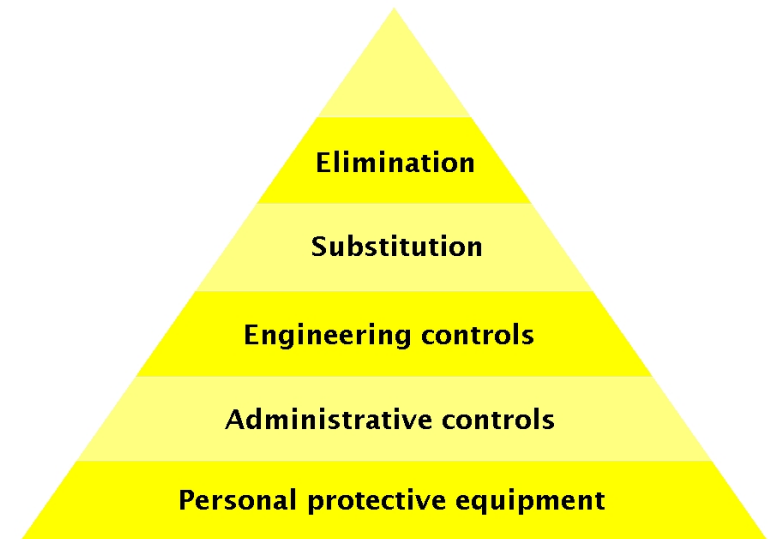 Elimination
Substitution
Engineering controls
Administrative controls
Personal protective equipment